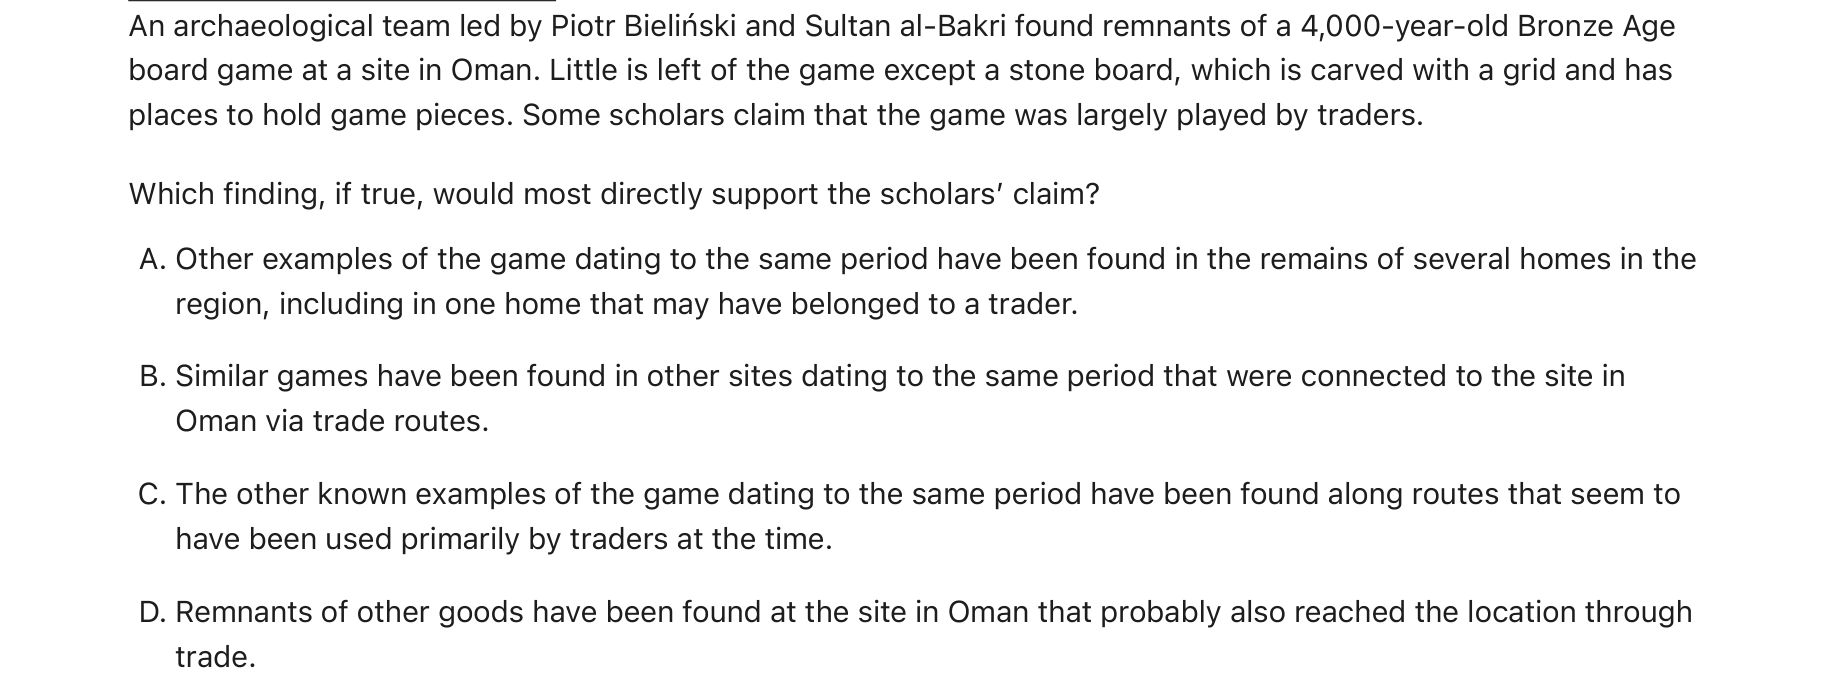 An archaeological team led by Piotr Bieliński and Sultan al-Bakri found remnants of a 4,000-year-old Bronze Age
board game at a site in Oman. Little is left of the game except a stone board, which is carved with a grid and has
places to hold game pieces. Some scholars claim that the game was largely played by traders.
Which finding, if true, would most directly support the scholars’ claim?
A. Other examples of the game dating to the same period have been found in the remains of several homes in the
region, including in one home that may have belonged to a trader.
B. Similar games have been found in other sites dating to the same period that were connected to the site in
Oman via trade routes.
C. The other known examples of the game dating to the same period have been found along routes that seem to
have been used primarily by traders at the time.
D. Remnants of other goods have been found at the site in Oman that probably also reached the location through
trade.